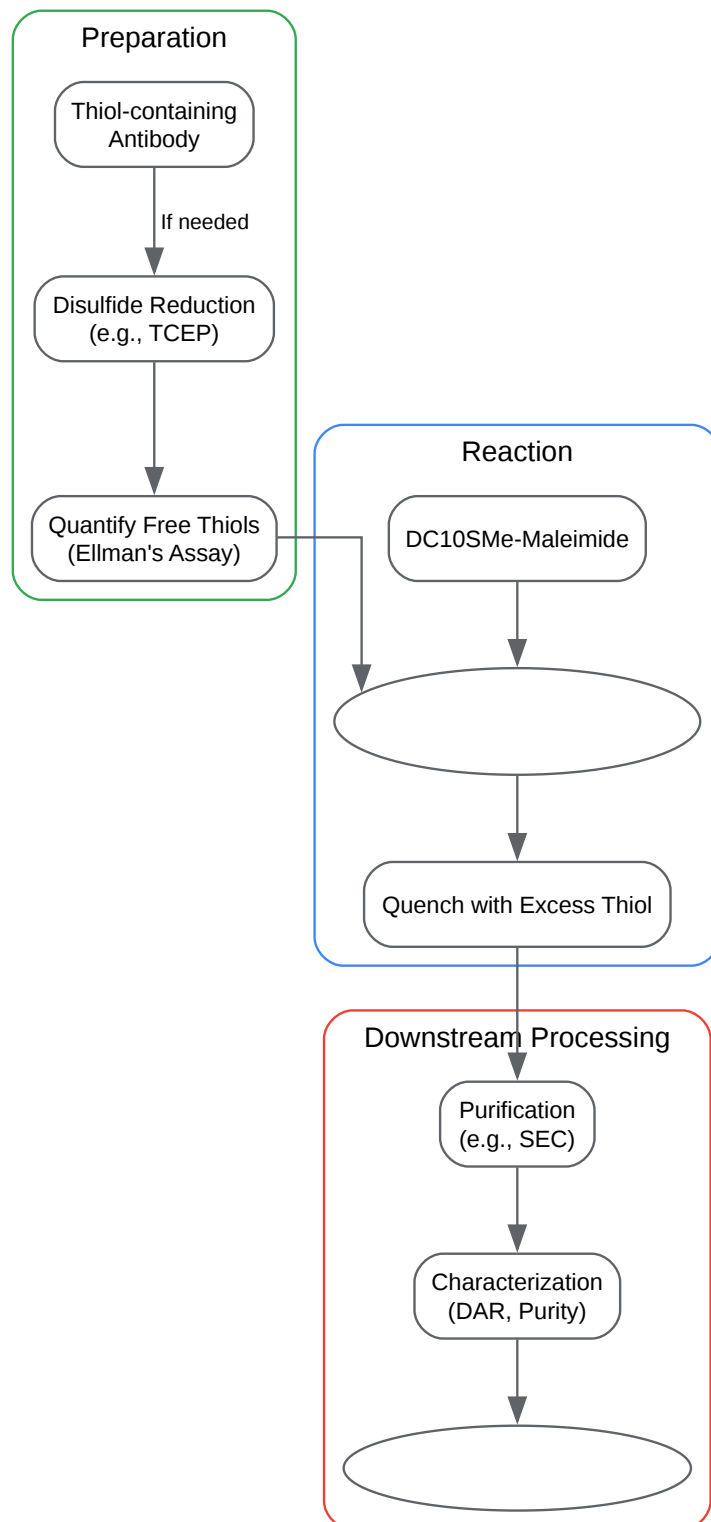 Preparation
Thiol-containing
Antibody
If needed
Disulfide Reduction
(e.g., TCEP)
Quantify Free Thiols
(Ellman's Assay)
Reaction
DC10SMe-Maleimide
Quench with Excess Thiol
Downstream Processing
Purification
(e.g., SEC)
Characterization
(DAR, Purity)